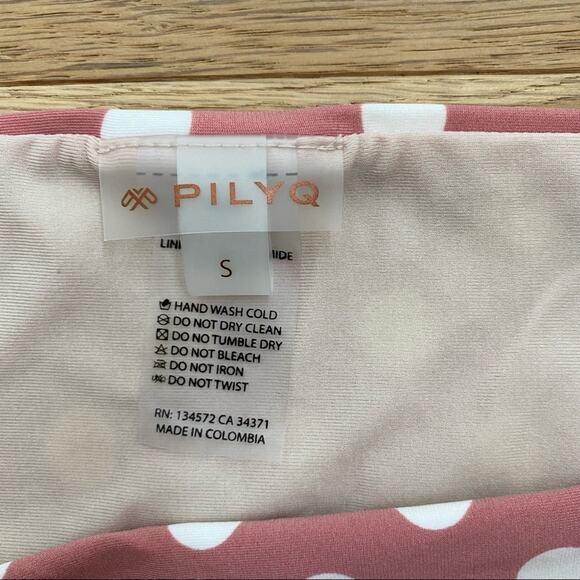 PILYQ
S
HAND WASH COLD
DO NOT DRY CLEAN
DO NO TUMBLE DRY
DO NOT BLEACH
DO NOT IRON
DO NOT TWIST
RN: 134572 CA 34371
MADE IN COLOMBIA